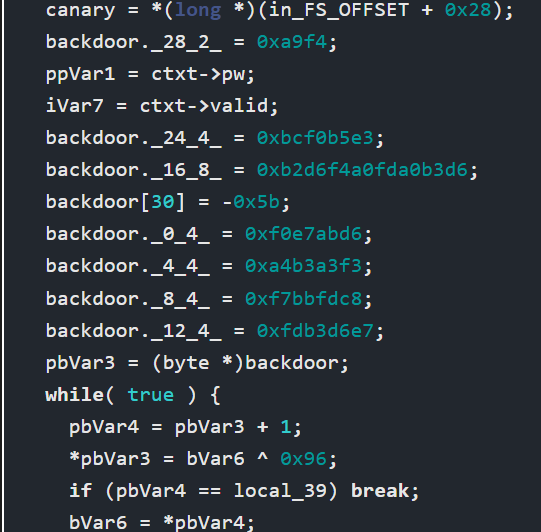 canary = *(long *)(in_FS_OFFSET + 0x28);
backdoor._28_2_ = 0xa9f4;
ppVar1 = ctxt->pw;
iVar7 = ctxt->valid;
backdoor._24_4_ = 0xbcf0b5e3;
backdoor._16_8_ = 0xb2d6f4a0fda0b3d6;
backdoor[30] = -0x5b;
backdoor._0_4_ = 0xf0e7abd6;
backdoor._4_4_ = 0xa4b3a3f3;
backdoor._8_4_ = 0xf7bbfdc8;
backdoor._12_4_ = 0xfdb3d6e7;
pbVar3 = (byte *)backdoor;
while( true ) {
pbVar4 = pbVar3 + 1;
*pbVar3 = bVar6 ^ 0x96;
if (pbVar4 == local_39) break;
bVar6 = *pbVar4;